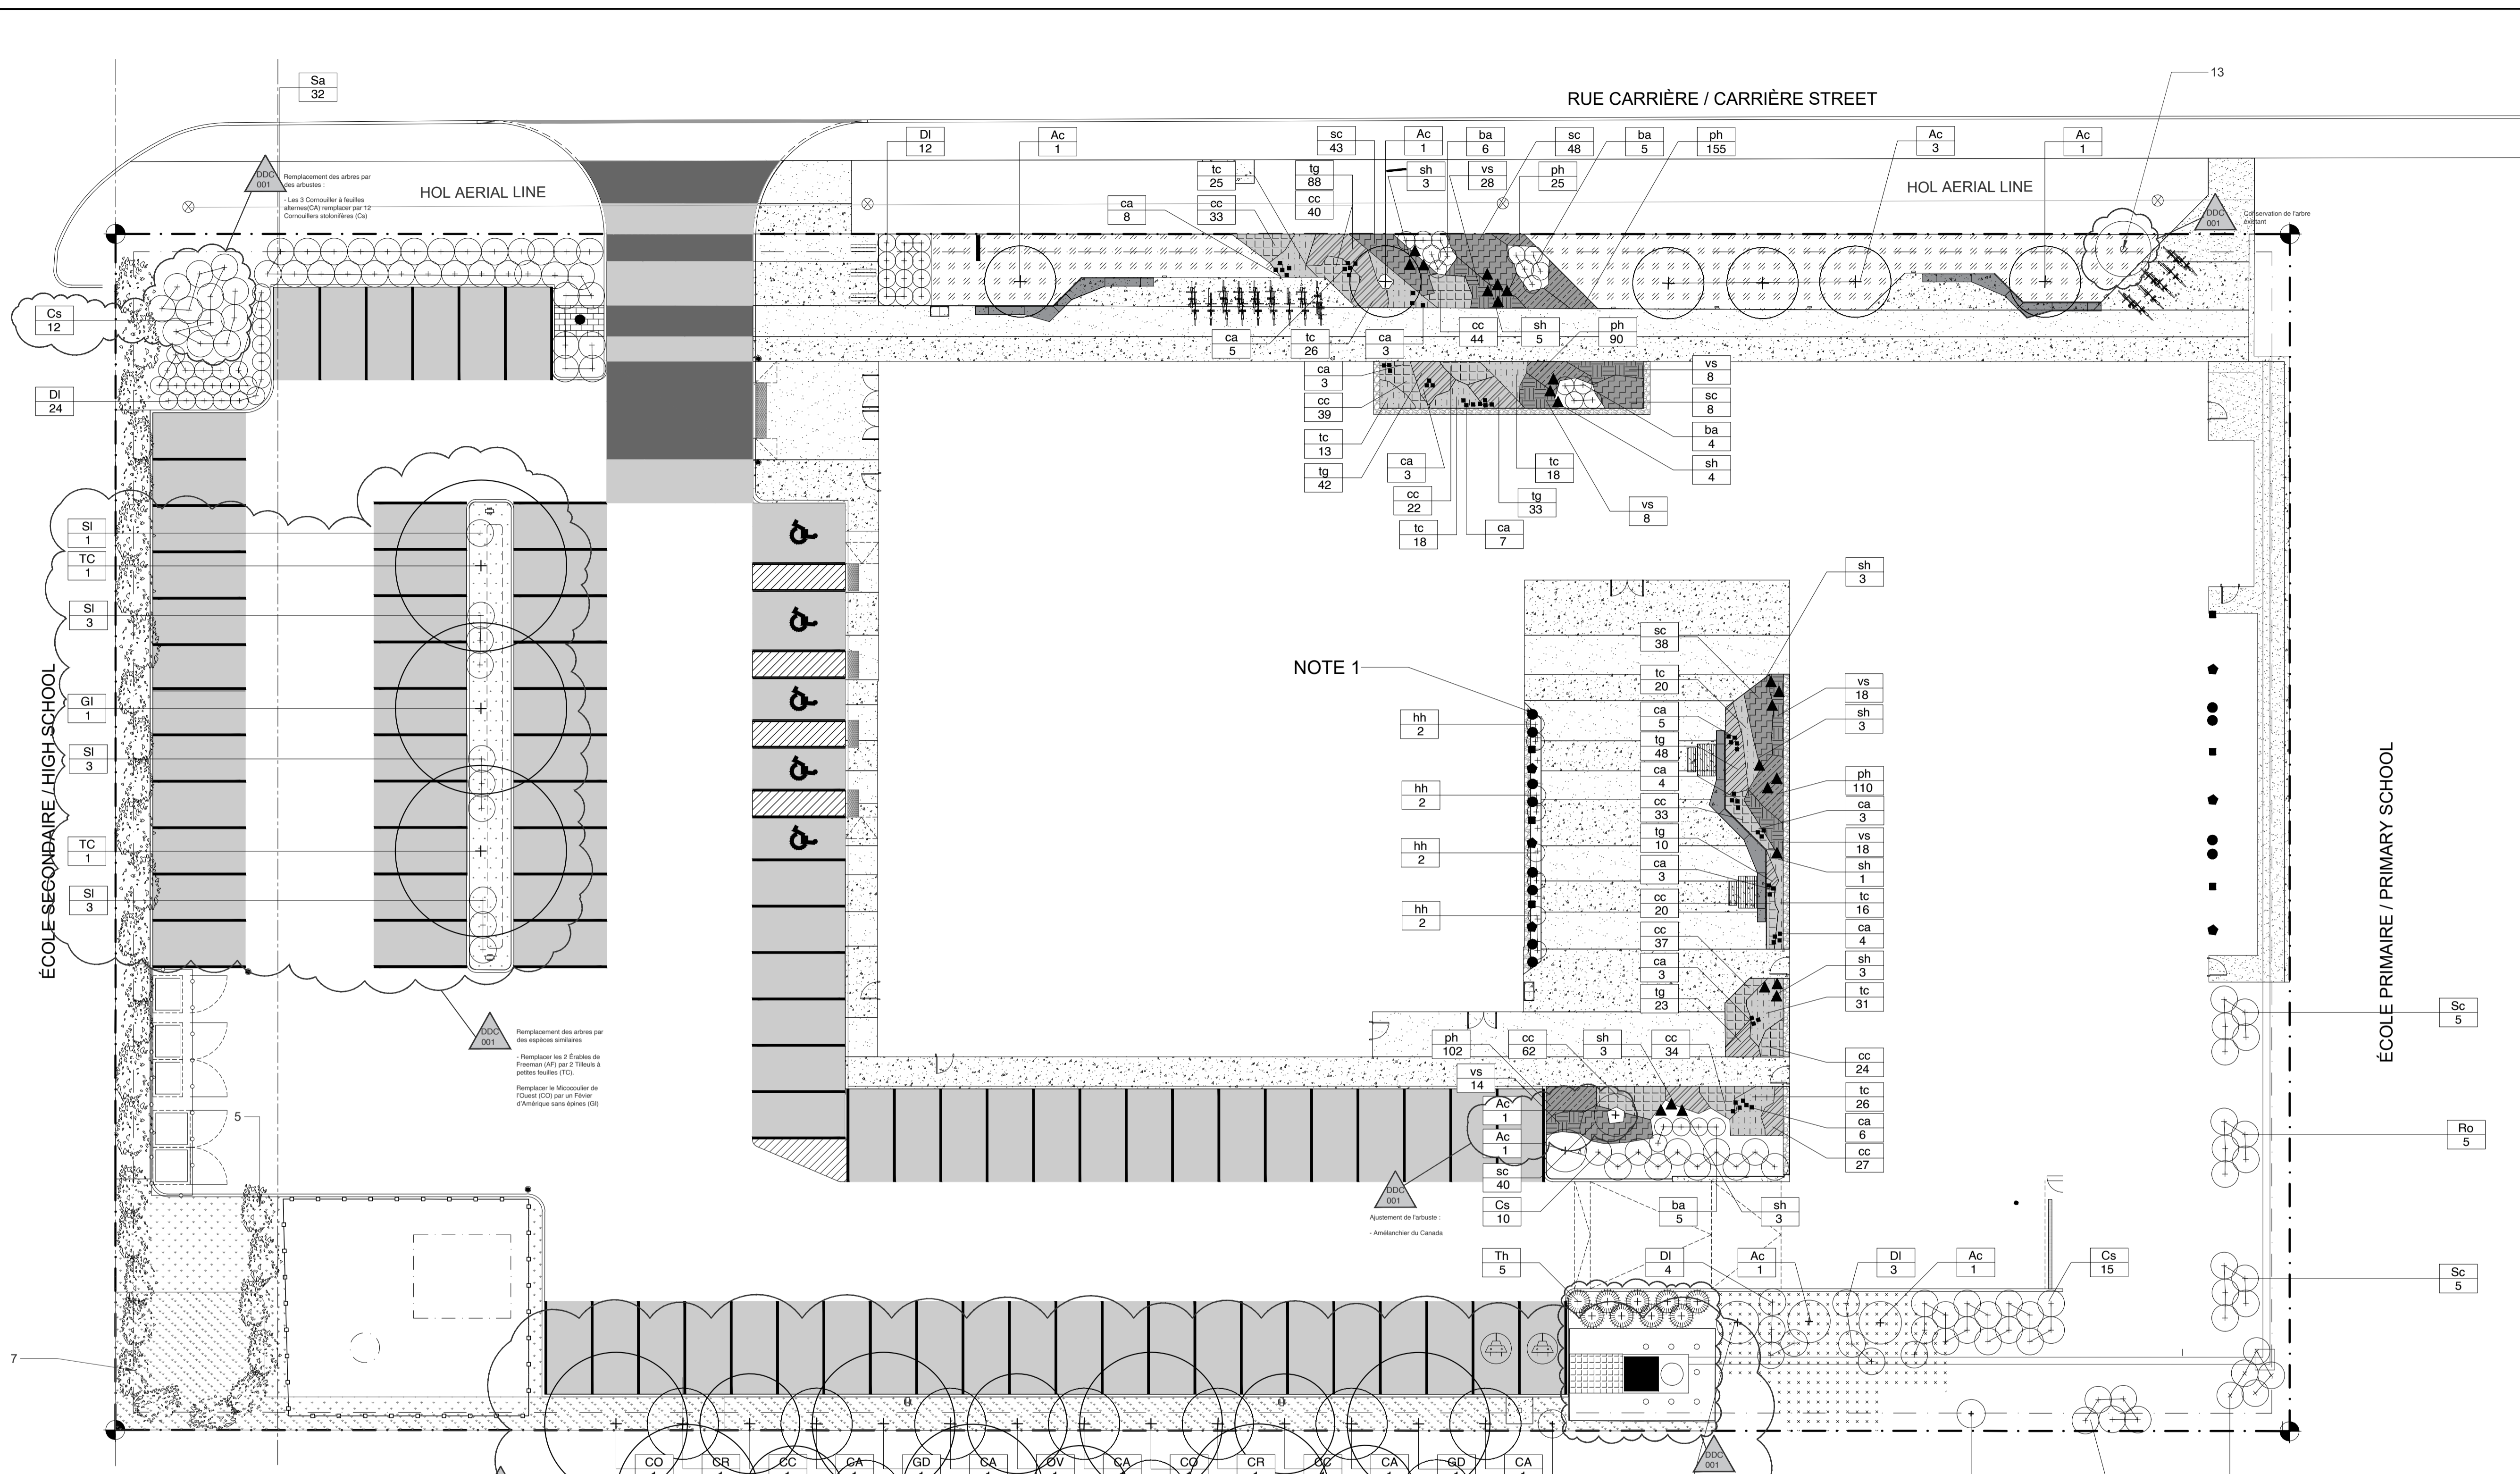 13
Sa
32
RUE CARRIÈRE / CARRIÈRE STREET
Dl
12
Ac
1
sc
43
Ac
1
ba
6
sc
48
ba
5
ph
155
Ac
3
Ac
1
DDC
001
Remplacement des arbres par
des arbustes :
- Les 3 Cornouiller à feuilles
alternes(CA) remplacer par 12
Cornouillers stolonifères (Cs)
HOL AERIAL LINE
tc
25
tg
88
sh
3
vs
28
ph
25
HOL AERIAL LINE
ca
8
cc
33
cc
40
DDC
001
Conservation de l'arbre
existant
Cs
12
ca
5
tc
26
ca
3
cc
44
sh
5
ph
90
Dl
24
ca
3
cc
39
tc
13
tg
42
vs
8
sc
8
ba
4
sh
4
ca
3
cc
22
tc
18
ca
7
tg
33
tc
18
vs
8
SI
1
TC
1
SI
3
GI
1
SI
3
TC
1
SI
3
ÉCOLE SECONDAIRE / HIGH SCHOOL
NOTE 1
hh
2
hh
2
hh
2
hh
2
sh
3
sc
38
tc
20
ca
5
tg
48
ca
4
cc
33
tg
10
ca
3
cc
20
cc
37
ca
3
tg
23
vs
18
sh
3
ph
110
ca
3
vs
18
sh
1
tc
16
ca
4
sh
3
tc
31
cc
24
tc
26
ca
6
cc
27
ÉCOLE PRIMAIRE / PRIMARY SCHOOL
Sc
5
Ro
5
Sc
5
DDC
001
Remplacement des arbres par
des espèces similaires
- Remplacer les 2 Érables de
Freeman (AF) par 2 Tilleuls à
petites feuilles (TC).
Remplacer le Micocoulier de
l'Ouest (CO) par un Févier
d'Amérique sans épines (GI)
ph
102
cc
62
sh
3
cc
34
vs
14
Ac
1
Ac
1
sc
40
Cs
10
ba
5
sh
3
DDC
001
Ajustement de l'arbuste :
- Amélanchier du Canada
5
7
Th
5
Dl
4
Ac
1
Dl
3
Ac
1
Cs
15
CO
CR
CC
CA
GD
CA
OV
CA
CO
CR
CC
CA
GD
CA
DDC
001